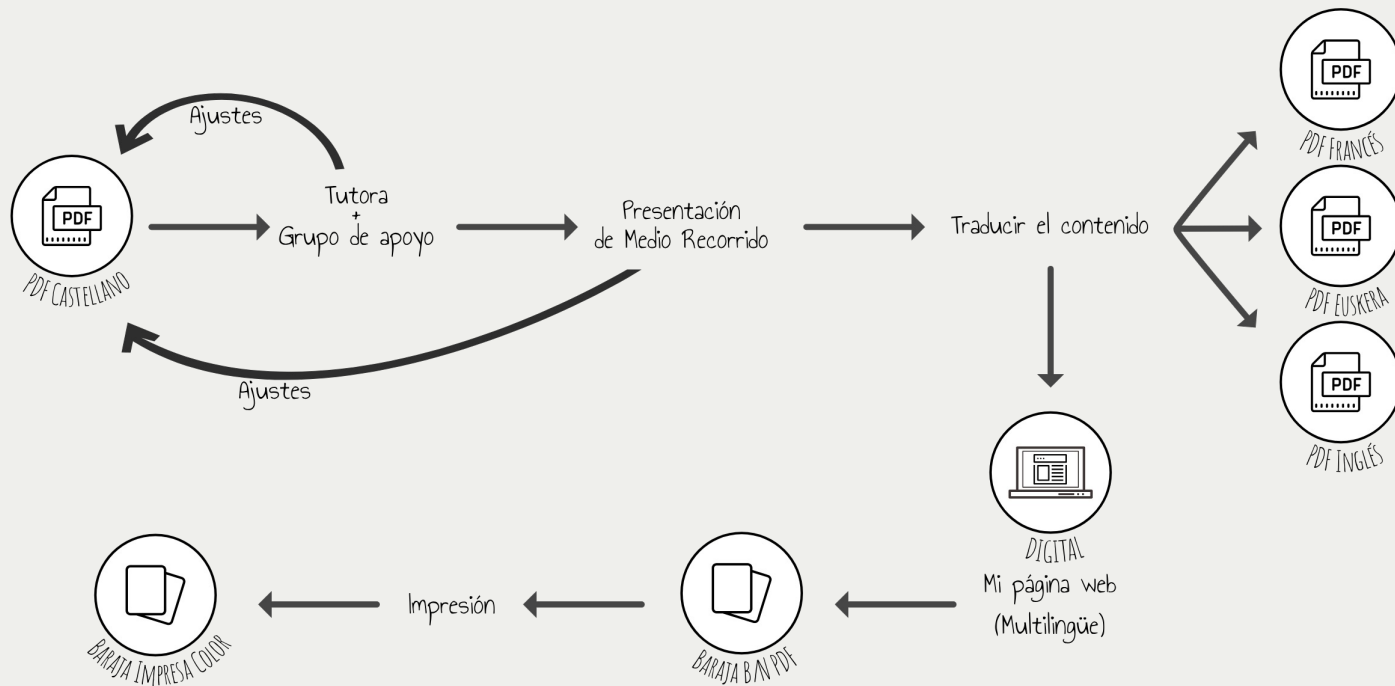 PDF
PDF FRANCÉS
Ajustes
PDF
PDF CASTELLANO
Tutora
+
Grupo de apoyo
Presentación
de Medio Recorrido
Traducir el contenido
PDF
PDF EUSKERA
Ajustes
PDF
PDF INGLÉS
DIGITAL
Mi página web
(Multilingüe)
BARAJA B/N PDF
Impresión
BARAJA IMPRESA COLOR